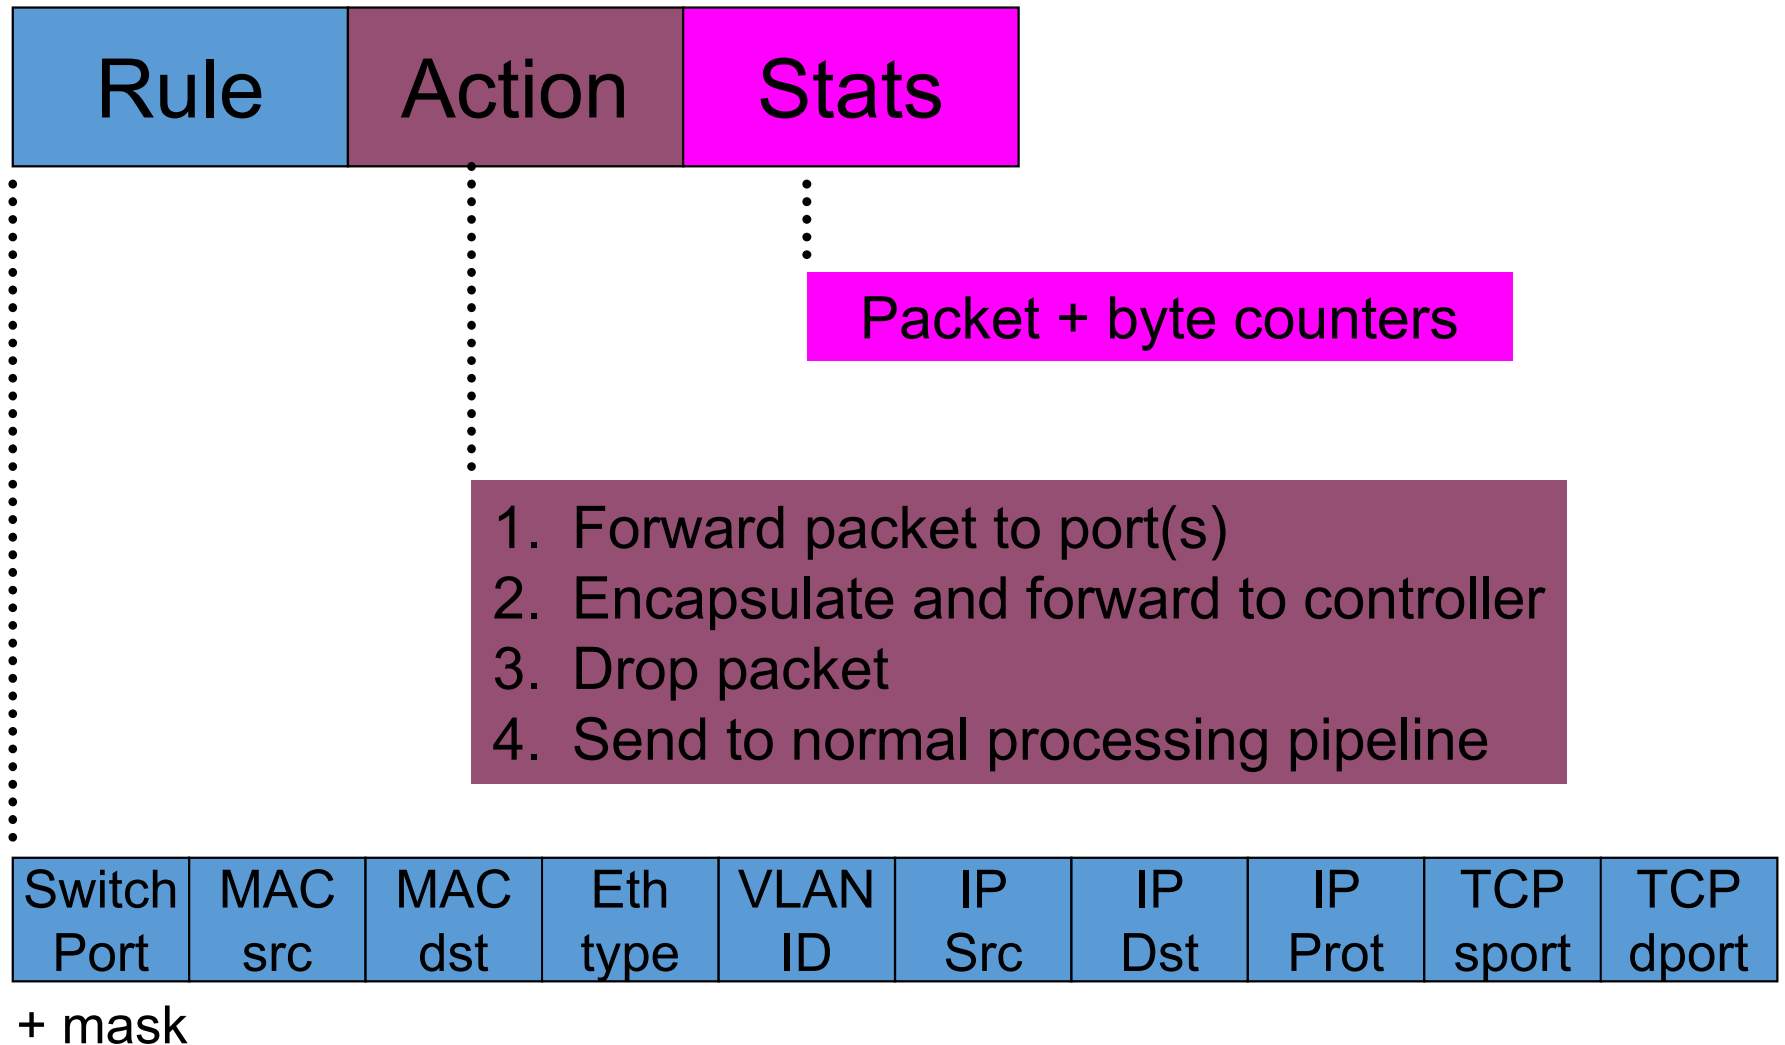 Rule Action Stats
Packet + byte counters
1. Forward packet to port(s)
2. Encapsulate and forward to controller
3. Drop packet
4. Send to normal processing pipeline
Switch Port
MAC src
MAC dst
Eth type
VLAN ID
IP Src
IP Dst
IP Prot
TCP sport
TCP dport
+ mask